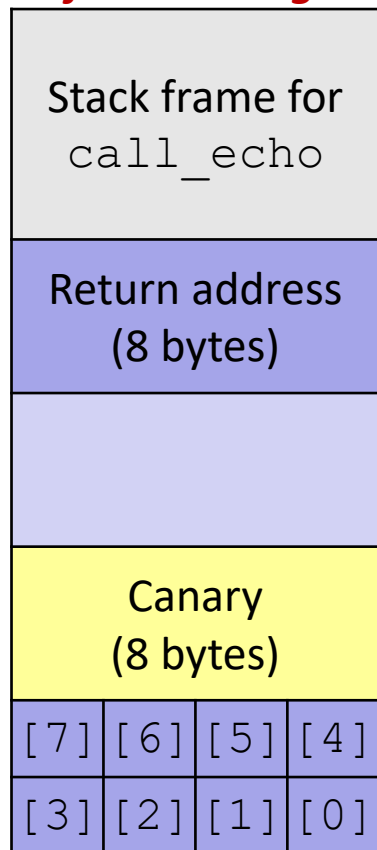 Stack frame for
call_echo
Return address
(8 bytes)
Canary
(8 bytes)
[7] [6] [5] [4]
[3] [2] [1] [0]